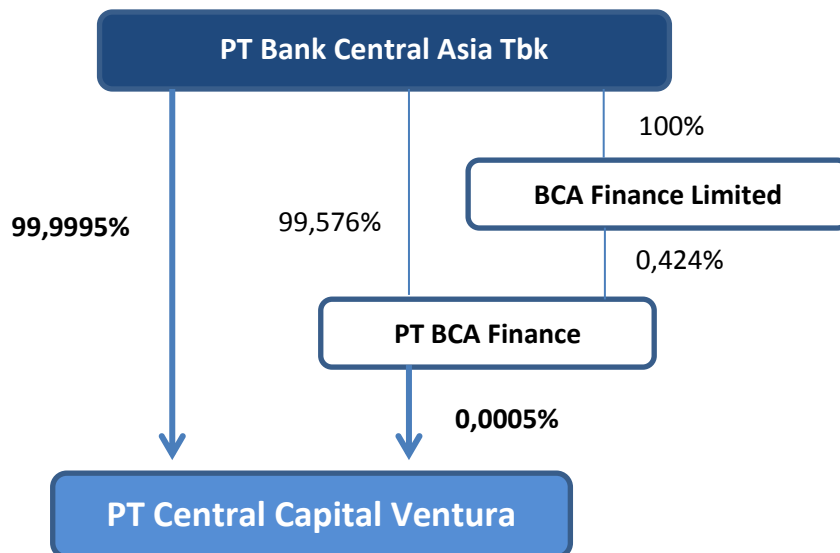 PT Bank Central Asia Tbk
100%
BCA Finance Limited
99,9995%
99,576%
0,424%
PT BCA Finance
0,0005%
PT Central Capital Ventura